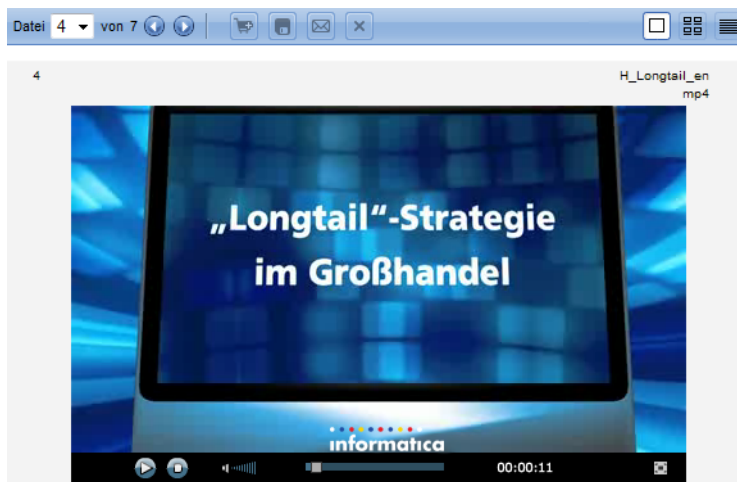 Datei 4 von 7
4
H_Longtail_en
mp4
„Longtail“-Strategie
im Großhandel
informatica
00:00:11